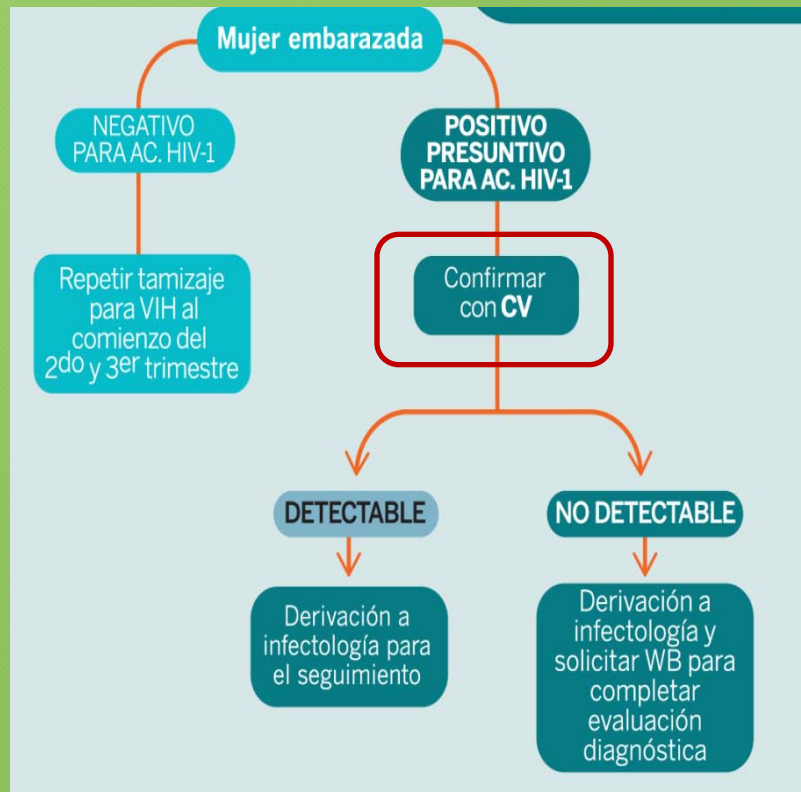 Mujer embarazada
NEGATIVO
PARA AC. HIV-1
POSITIVO
PRESUNTIVO
PARA AC. HIV-1
Repetir tamizaje
para VIH al
comienzo del
2do y 3er trimestre
Confirmar
con CV
DETECTABLE
NO DETECTABLE
Derivación a
infectología para
el seguimiento
Derivación a
infectología y
solicitar WB para
completar
evaluación
diagnóstica